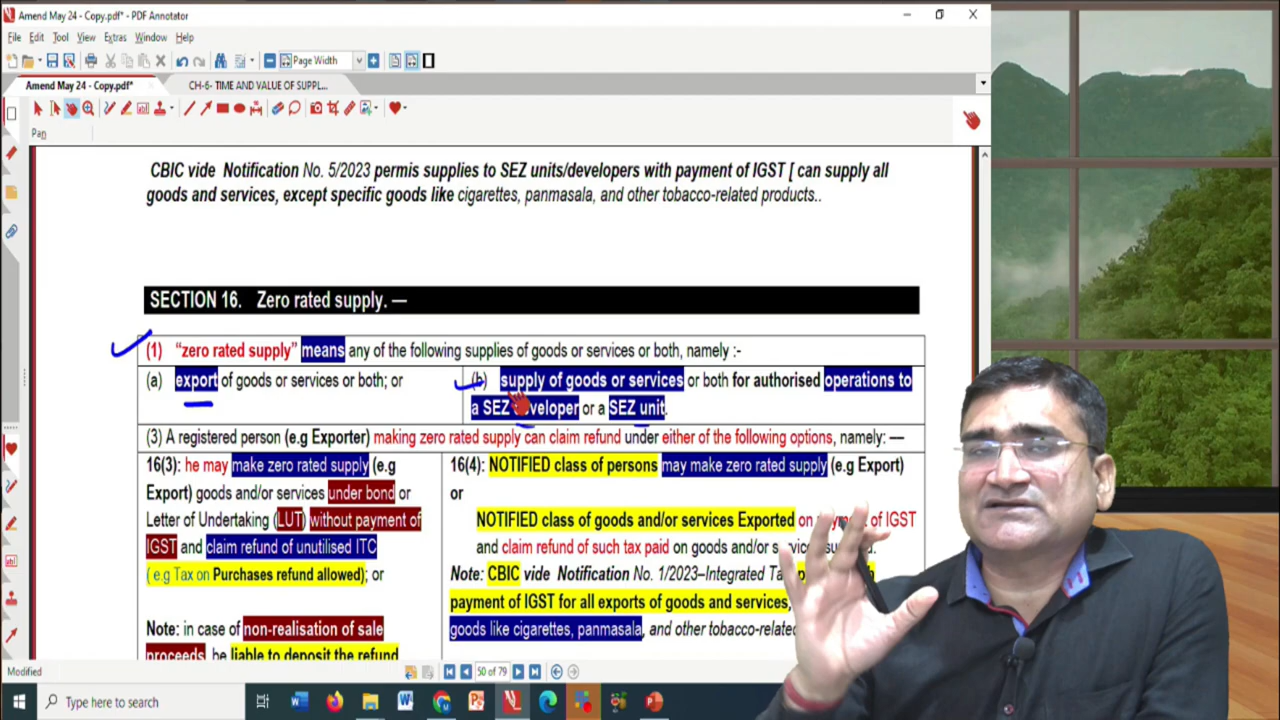 Amend May 24 - Copy.pdf* - PDF Annotator
File Edit Tool View Extras Window Help
Page Width
Amend May 24 - Copy.pdf*
CH-6- TIME AND VALUE OF SUPPL...
Pan
CBIC vide Notification No. 5/2023 permis supplies to SEZ units/developers with payment of IGST [ can supply all
goods and services, except specific goods like cigarettes, panmasala, and other tobacco-related products..
SECTION 16. Zero rated supply. —
(1) “zero rated supply” means any of the following supplies of goods or services or both, namely :-
(a) export of goods or services or both; or
(b) supply of goods or services or both for authorised operations to
a SEZ developer or a SEZ unit.
(3) A registered person (e.g Exporter) making zero rated supply can claim refund under either of the following options, namely: —
16(3): he may make zero rated supply (e.g
Export) goods and/or services under bond or
Letter of Undertaking (LUT) without payment of
IGST and claim refund of unutilised ITC
( e.g Tax on Purchases refund allowed); or
Note: in case of non-realisation of sale
proceeds, be liable to deposit the refund
16(4): NOTIFIED class of persons may make zero rated supply (e.g Export)
or
NOTIFIED class of goods and/or services Exported on payment of IGST
and claim refund of such tax paid on goods and/or
Note: CBIC vide Notification No. 1/2023–Integrated
payment of IGST for all exports of goods and services,
goods like cigarettes, panmasala, and other tobacco-related
Modified
50 of 79
Type here to search